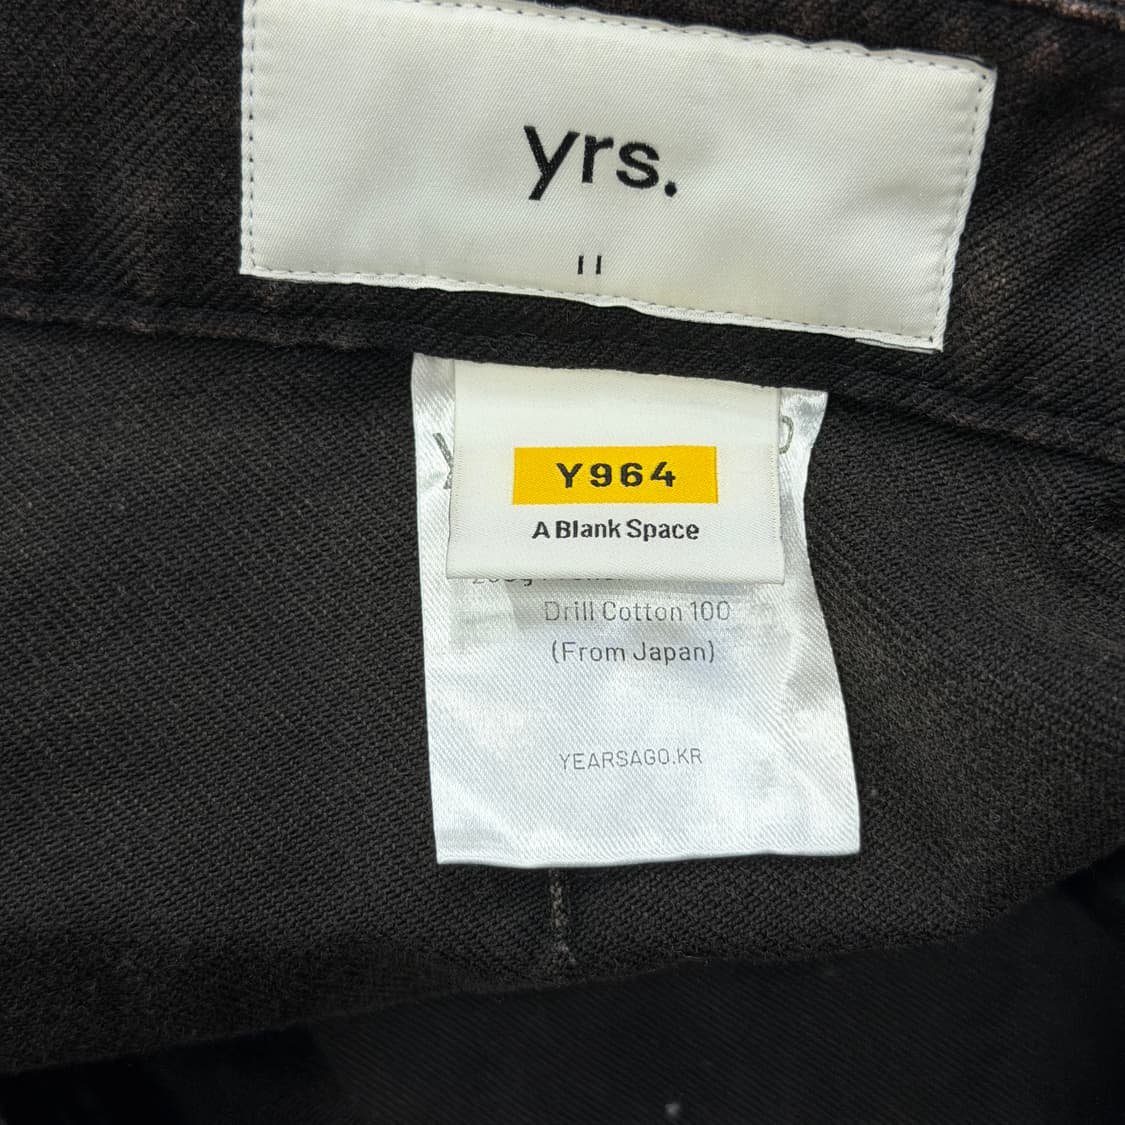 yrs.
II
Y964
A Blank Space
Drill Cotton 100
(From Japan)
YEARSAGO.KR